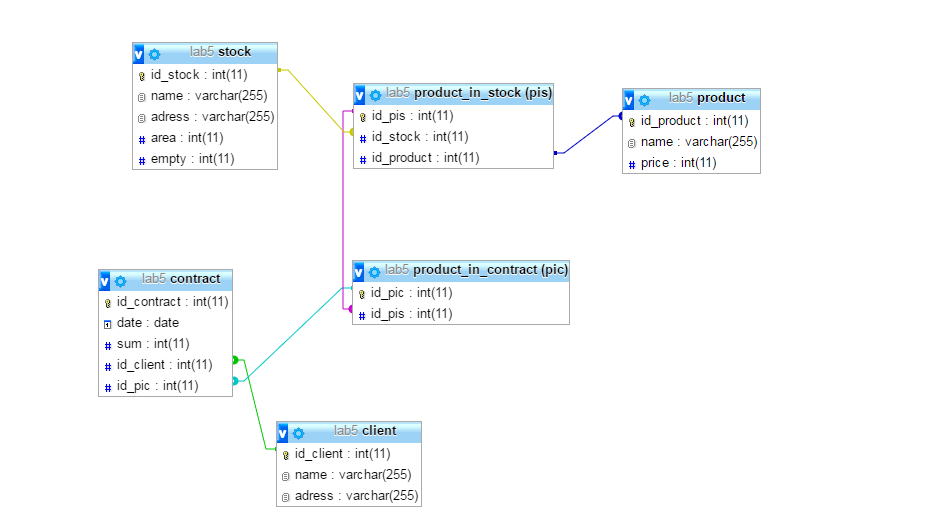 lab5 stock
id_stock : int(11)
name : varchar(255)
adress : varchar(255)
area : int(11)
empty : int(11)
lab5 product_in_stock (pis)
id_pis : int(11)
id_stock : int(11)
id_product : int(11)
lab5 product
id_product : int(11)
name : varchar(255)
price : int(11)
lab5 contract
id_contract : int(11)
date : date
sum : int(11)
id_client : int(11)
id_pic : int(11)
lab5 product_in_contract (pic)
id_pic : int(11)
id_pis : int(11)
lab5 client
id_client : int(11)
name : varchar(255)
adress : varchar(255)